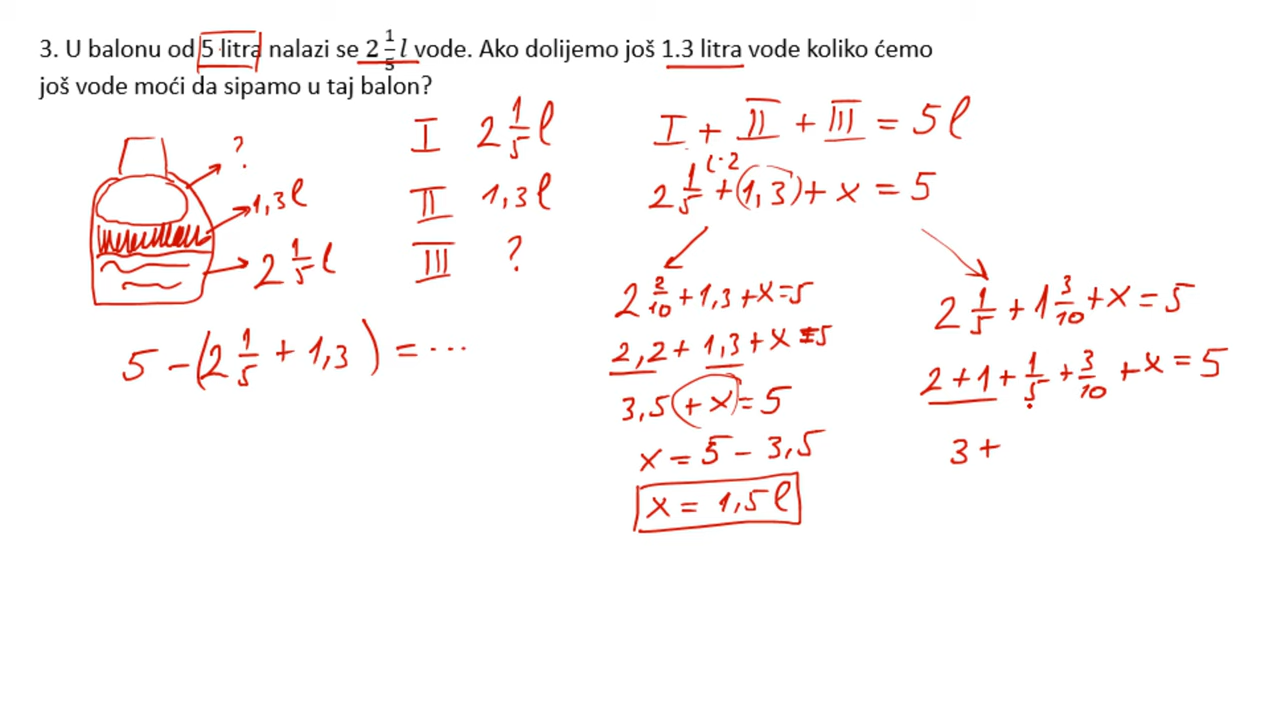 3. U balonu od 5 litra nalazi se 2 1/5 l vode. Ako dolijemo još 1.3 litra vode koliko ćemo
još vode moći da sipamo u taj balon?
?
1,3 l
2 1/5 l
I 2 1/5 l
II 1,3 l
III ?
5 - (2 1/5 + 1,3) = ...
I + II + III = 5 l
2 1/5 + (1,3) + x = 5
(·2
2 2/10 + 1,3 + x = 5
2,2 + 1,3 + x = 5
3,5 + x = 5
x = 5 - 3,5
x = 1,5 l
2 1/5 + 1 3/10 + x = 5
2 + 1 + 1/5 + 3/10 + x = 5
3 +